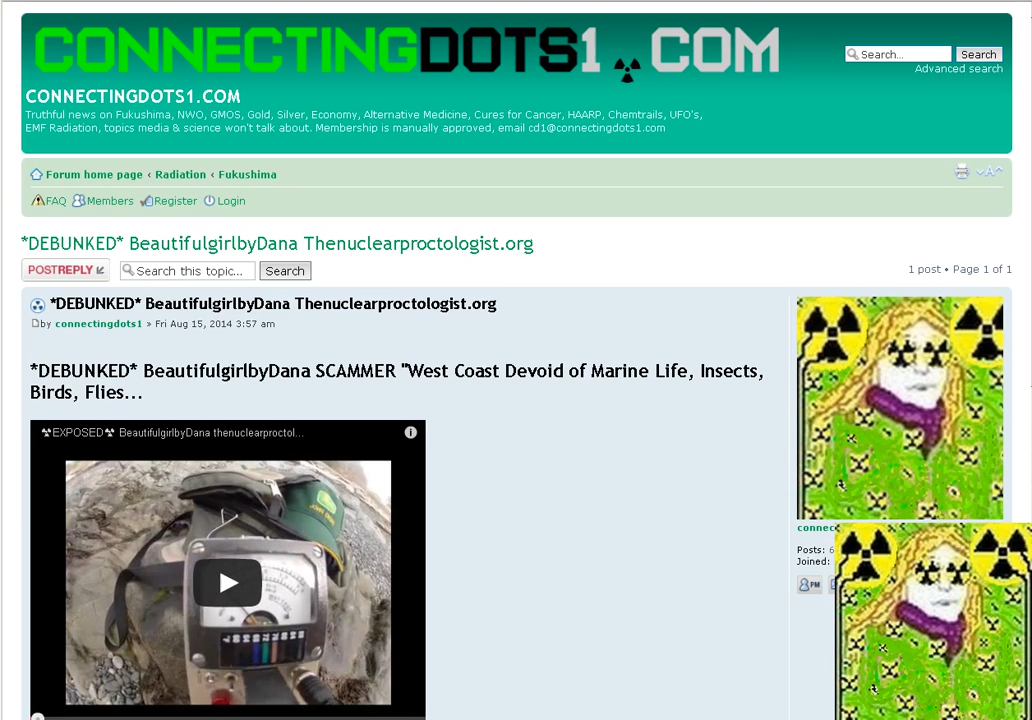 CONNECTINGDOTS1.COM
Search...
Search
Advanced search
CONNECTINGDOTS1.COM
Truthful news on Fukushima, NWO, GMOS, Gold, Silver, Economy, Alternative Medicine, Cures for Cancer, HAARP, Chemtrails, UFO's,
EMF Radiation, topics media & science won't talk about. Membership is manually approved, email cd1@connectingdots1.com
Forum home page ‹ Radiation ‹ Fukushima
FAQ Members Register Login
*DEBUNKED* BeautifulgirlbyDana Thenuclearproctologist.org
POSTREPLY
Search this topic...
Search
1 post • Page 1 of 1
*DEBUNKED* BeautifulgirlbyDana Thenuclearproctologist.org
by connectingdots1 » Fri Aug 15, 2014 3:57 am
*DEBUNKED* BeautifulgirlbyDana SCAMMER "West Coast Devoid of Marine Life, Insects,
Birds, Flies...
☢EXPOSED☢ BeautifulgirlbyDana thenuclearproctol...
JOHN DEERE
connec
Posts: 6
Joined:
PM